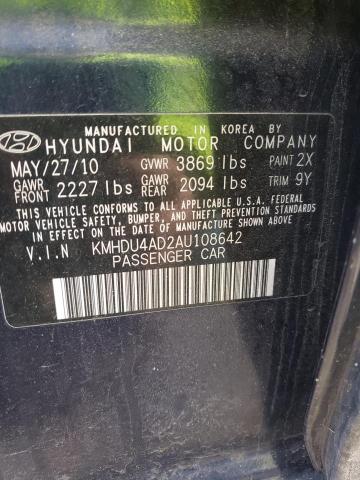 MANUFACTURED IN KOREA BY
HYUNDAI MOTOR COMPANY
MAY/27/10 GVWR 3869 lbs PAINT 2X
GAWR FRONT 2227 lbs GAWR REAR 2094 lbs TRIM 9Y
THIS VEHICLE CONFORMS TO ALL APPLICABLE U.S.A. FEDERAL
MOTOR VEHICLE SAFETY, BUMPER, AND THEFT PREVENTION
STANDARDS IN EFFECT ON THE DATE OF MANUFACTURE SHOWN ABOVE
V.I.N KMHDU4AD2AU108642
PASSENGER CAR